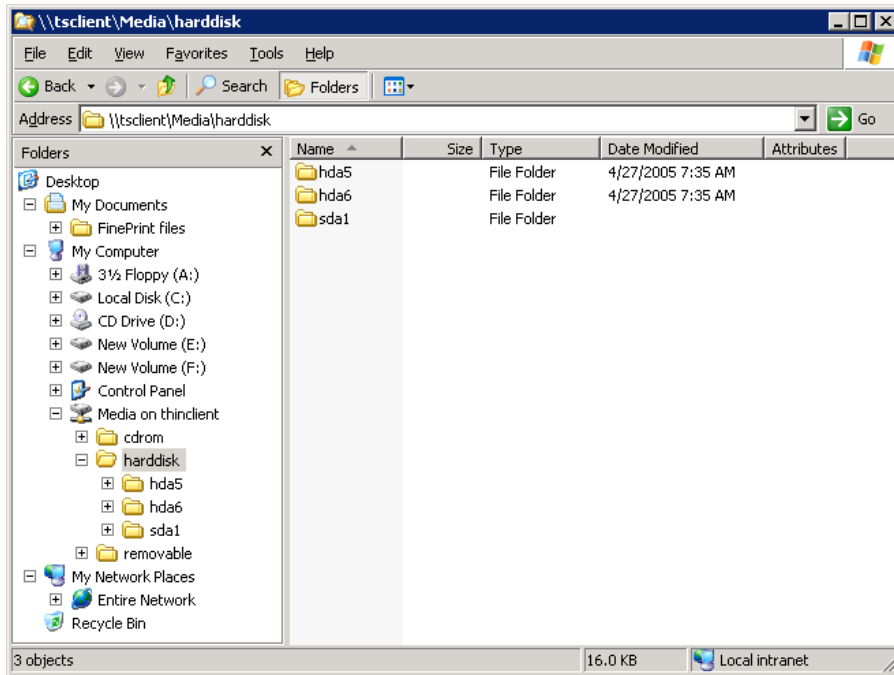 \\tsclient\Media\harddisk
File Edit View Favorites Tools Help
Back Search Folders
Address \\tsclient\Media\harddisk Go
Folders
Desktop
My Documents
FinePrint files
My Computer
3½ Floppy (A:)
Local Disk (C:)
CD Drive (D:)
New Volume (E:)
New Volume (F:)
Control Panel
Media on thinclient
cdrom
harddisk
hda5
hda6
sda1
removable
My Network Places
Entire Network
Recycle Bin
Name Size Type Date Modified Attributes
hda5 File Folder 4/27/2005 7:35 AM
hda6 File Folder 4/27/2005 7:35 AM
sda1 File Folder
3 objects 16.0 KB Local intranet